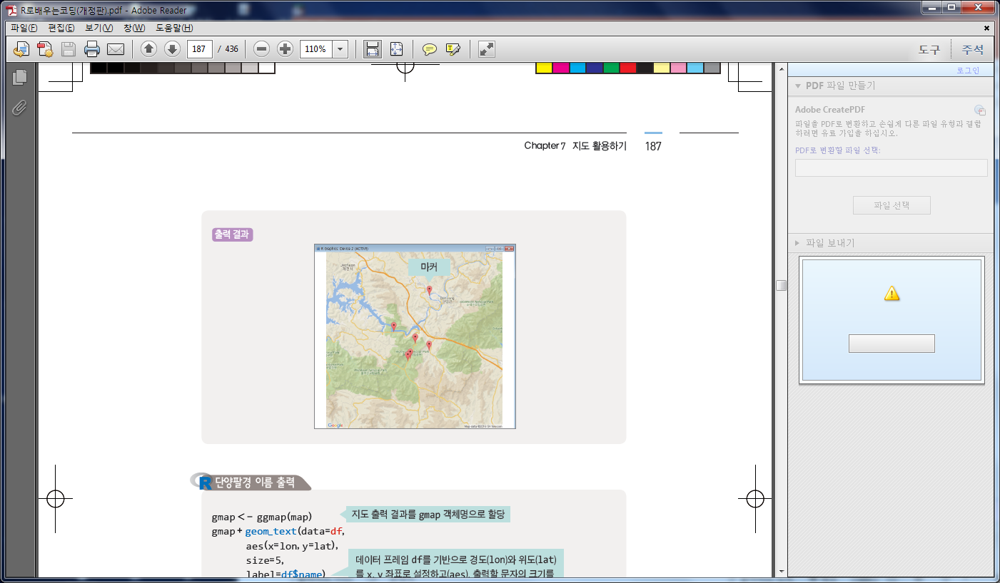 R로배우는코딩(개정판).pdf - Adobe Reader
파일(F) 편집(E) 보기(V) 창(W) 도움말(H)
187 / 436 110% 도구 주석
로그인
PDF 파일 만들기
Adobe CreatePDF
파일을 PDF로 변환하고 손쉽게 다른 파일 유형과 결합
하려면 유료 가입을 하십시오.
PDF로 변환할 파일 선택:
파일 선택
파일 보내기
Chapter 7 지도 활용하기 187
출력 결과
R Graphics: Device 2 (ACTIVE)
마커
Jecheon
제천시
Danyang
Google
R 단양팔경 이름 출력
gmap <- ggmap(map)
지도 출력 결과를 gmap 객체명으로 할당
gmap + geom_text(data=df,
aes(x=lon, y=lat),
size=5,
label=df$name)
데이터 프레임 df를 기반으로 경도(lon)와 위도(lat)
를 x, y 좌표로 설정하고(aes), 출력할 문자의 크기를